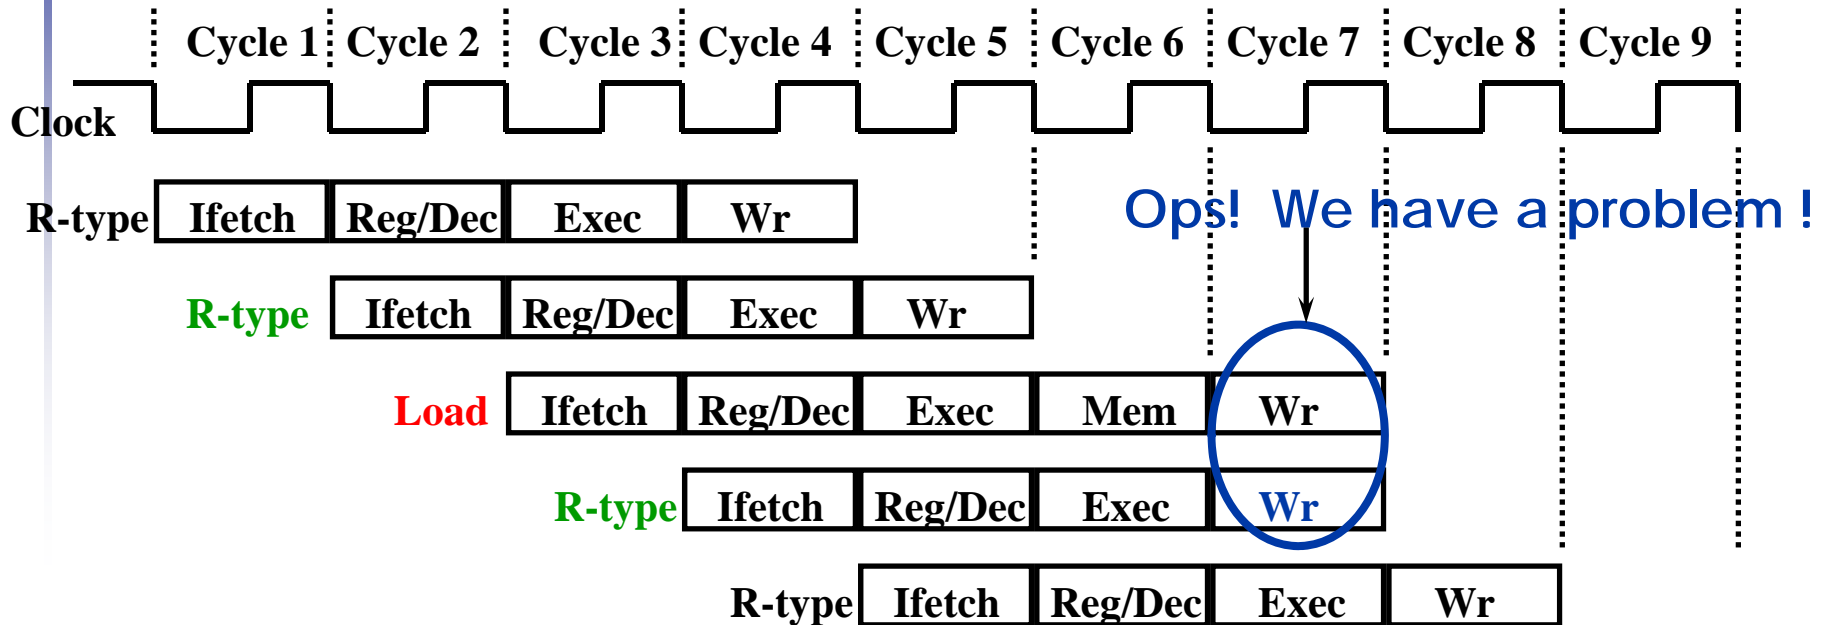 Cycle 1 Cycle 2 Cycle 3 Cycle 4 Cycle 5 Cycle 6 Cycle 7 Cycle 8 Cycle 9
Clock
Ops! We have a problem !
R-type Ifetch Reg/Dec Exec Wr
R-type Ifetch Reg/Dec Exec Wr
Load Ifetch Reg/Dec Exec Mem Wr
R-type Ifetch Reg/Dec Exec Wr
R-type Ifetch Reg/Dec Exec Wr